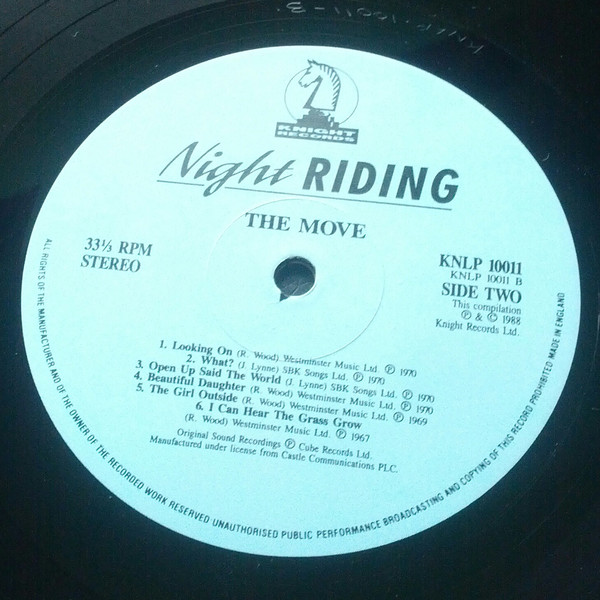 KNAK·10011-B
KNIGHT
RECORDS
Night RIDING
THE MOVE
33⅓ RPM
STEREO
KNLP 10011
KNLP 10011 B
SIDE TWO
This compilation
Ⓟ & © 1988
Knight Records Ltd.
1. Looking On (R. Wood) Westminster Music Ltd. Ⓟ 1970
2. What? (J. Lynne) SBK Songs Ltd. Ⓟ 1970
3. Open Up Said The World (J. Lynne) SBK Songs Ltd. Ⓟ 1970
4. Beautiful Daughter (R. Wood) Westminster Music Ltd. Ⓟ 1970
5. The Girl Outside (R. Wood) Westminster Music Ltd. Ⓟ 1969
6. I Can Hear The Grass Grow
(R. Wood) Westminster Music Ltd. Ⓟ 1967
Original Sound Recordings Ⓟ Cube Records Ltd.
Manufactured under license from Castle Communications PLC.
ALL RIGHTS OF THE MANUFACTURER AND OF THE OWNER OF THE RECORDED WORK RESERVED UNAUTHORISED PUBLIC PERFORMANCE BROADCASTING AND COPYING OF THIS RECORD PROHIBITED MADE IN ENGLAND